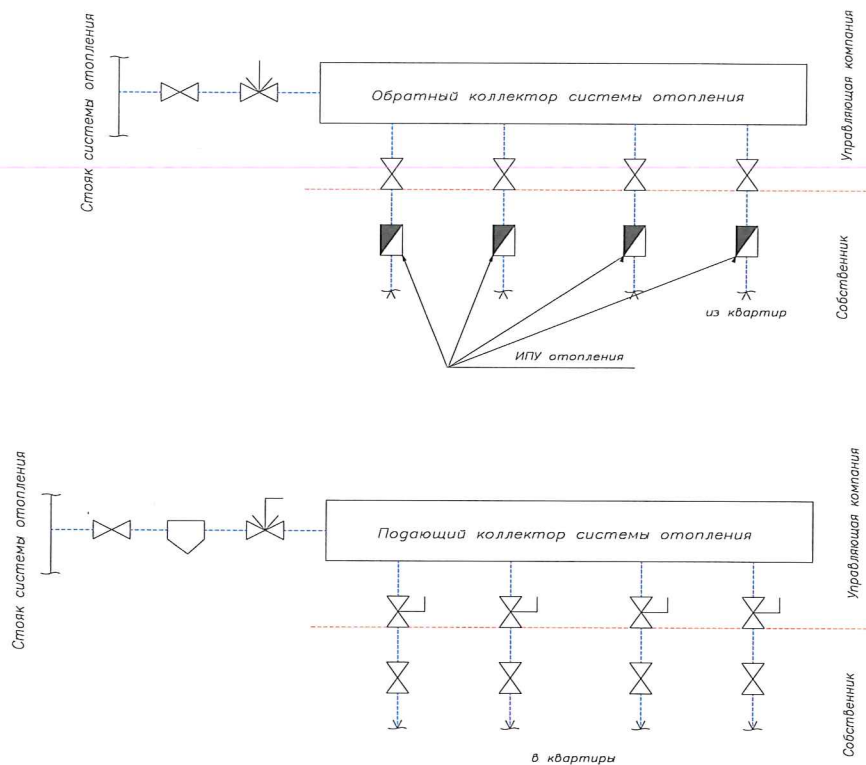 Стояк системы отопления
Обратный коллектор системы отопления
Управляющая компания
Собственник
из квартир
ИПУ отопления
Стояк системы отопления
Подающий коллектор системы отопления
Управляющая компания
Собственник
в квартиры